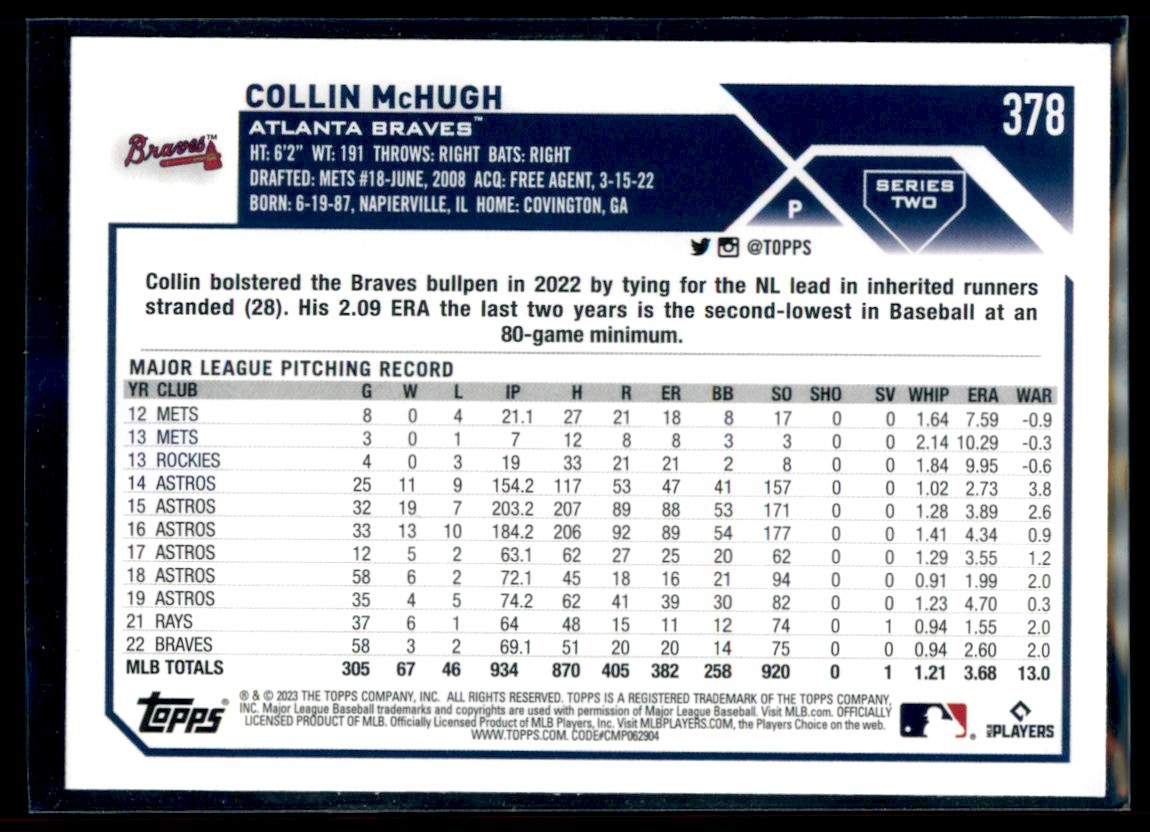 COLLIN McHUGH
378
Braves™
ATLANTA BRAVES™
HT: 6'2" WT: 191 THROWS: RIGHT BATS: RIGHT
DRAFTED: METS #18-JUNE, 2008 ACQ: FREE AGENT, 3-15-22
BORN: 6-19-87, NAPIERVILLE, IL HOME: COVINGTON, GA
P
SERIES
TWO
@TOPPS
Collin bolstered the Braves bullpen in 2022 by tying for the NL lead in inherited runners
stranded (28). His 2.09 ERA the last two years is the second-lowest in Baseball at an
80-game minimum.
MAJOR LEAGUE PITCHING RECORD
YR CLUB G W L IP H R ER BB SO SHO SV WHIP ERA WAR
12 METS 8 0 4 21.1 27 21 18 8 17 0 0 1.64 7.59 -0.9
13 METS 3 0 1 7 12 8 8 3 3 0 0 2.14 10.29 -0.3
13 ROCKIES 4 0 3 19 33 21 21 2 8 0 0 1.84 9.95 -0.6
14 ASTROS 25 11 9 154.2 117 53 47 41 157 0 0 1.02 2.73 3.8
15 ASTROS 32 19 7 203.2 207 89 88 53 171 0 0 1.28 3.89 2.6
16 ASTROS 33 13 10 184.2 206 92 89 54 177 0 0 1.41 4.34 0.9
17 ASTROS 12 5 2 63.1 62 27 25 20 62 0 0 1.29 3.55 1.2
18 ASTROS 58 6 2 72.1 45 18 16 21 94 0 0 0.91 1.99 2.0
19 ASTROS 35 4 5 74.2 62 41 39 30 82 0 0 1.23 4.70 0.3
21 RAYS 37 6 1 64 48 15 11 12 74 0 1 0.94 1.55 2.0
22 BRAVES 58 3 2 69.1 51 20 20 14 75 0 0 0.94 2.60 2.0
MLB TOTALS 305 67 46 934 870 405 382 258 920 0 1 1.21 3.68 13.0
Topps®
® & © 2023 THE TOPPS COMPANY, INC. ALL RIGHTS RESERVED. TOPPS IS A REGISTERED TRADEMARK OF THE TOPPS COMPANY,
INC. Major League Baseball trademarks and copyrights are used with permission of Major League Baseball. Visit MLB.com. OFFICIALLY
LICENSED PRODUCT OF MLB. Officially Licensed Product of MLB Players, Inc. Visit MLBPLAYERS.COM, the Players Choice on the web.
WWW.TOPPS.COM. CODE#CMP062904
MLB PLAYERS